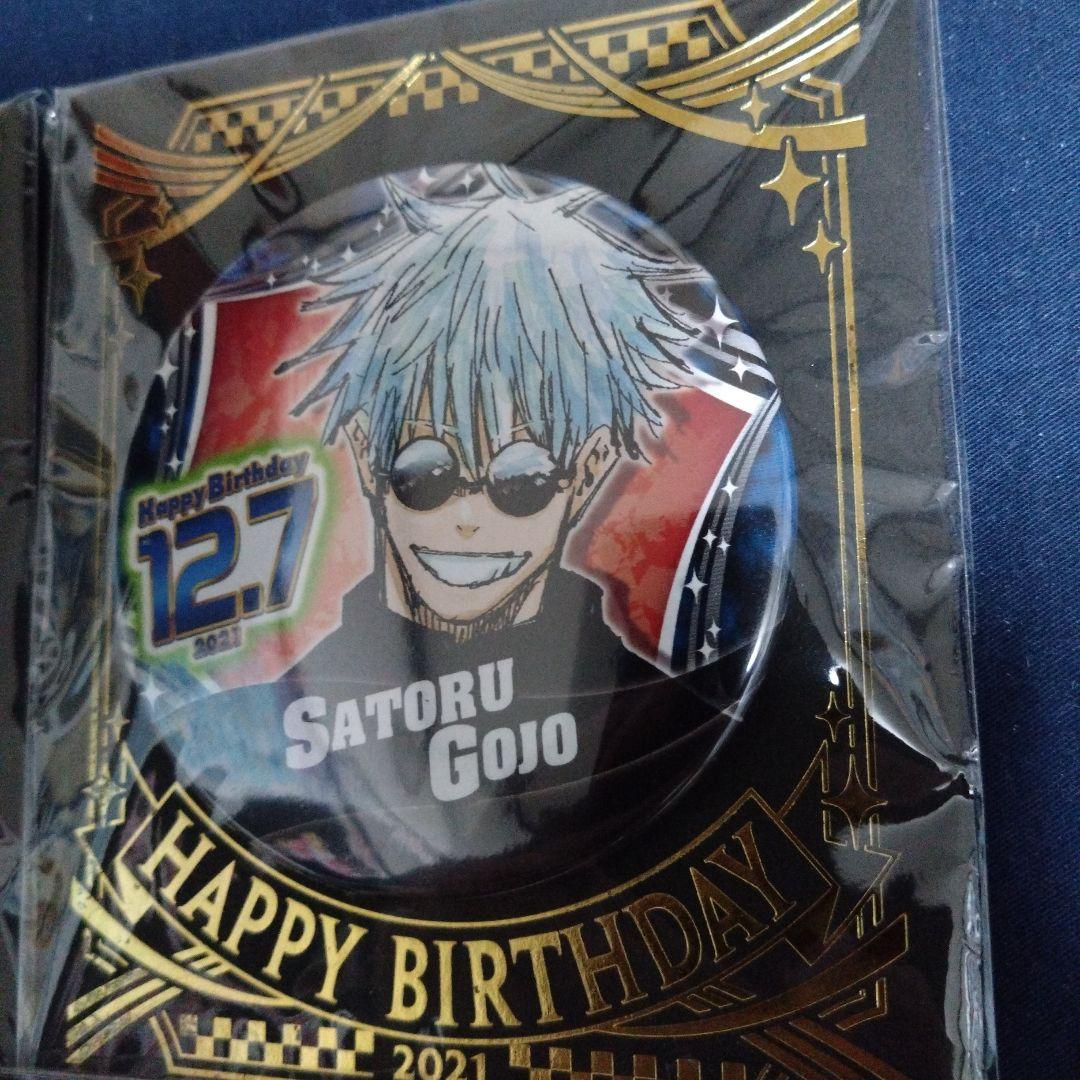 Happy Birthday
12.7
2021
SATORU
GOJO
HAPPY BIRTHDAY
2021